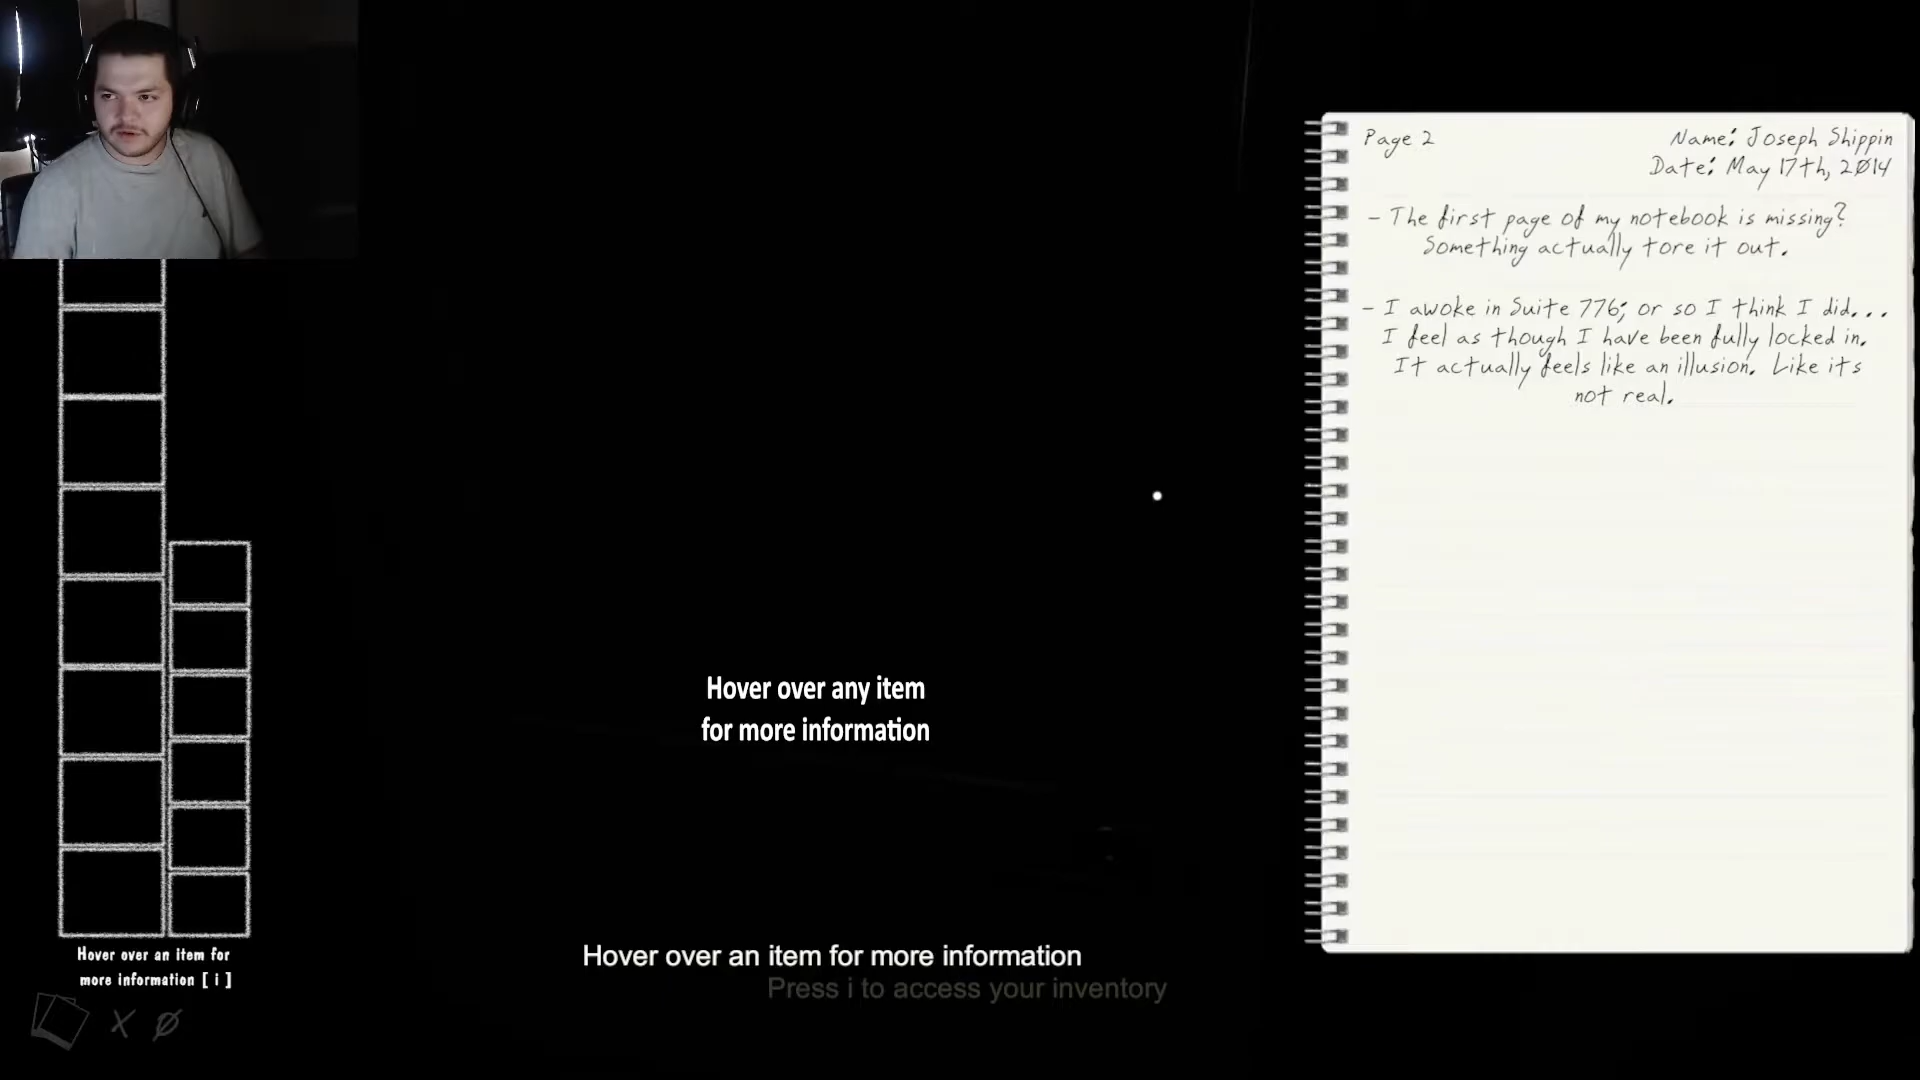 Page 2
Name: Joseph Shippin
Date: May 17th, 2014
- The first page of my notebook is missing?
Something actually tore it out.
- I awoke in Suite 776; or so I think I did...
I feel as though I have been fully locked in.
It actually feels like an illusion. Like its
not real.
Hover over any item
for more information
Hover over an item for more information
Press i to access your inventory
Hover over an item for
more information [ i ]
X 0